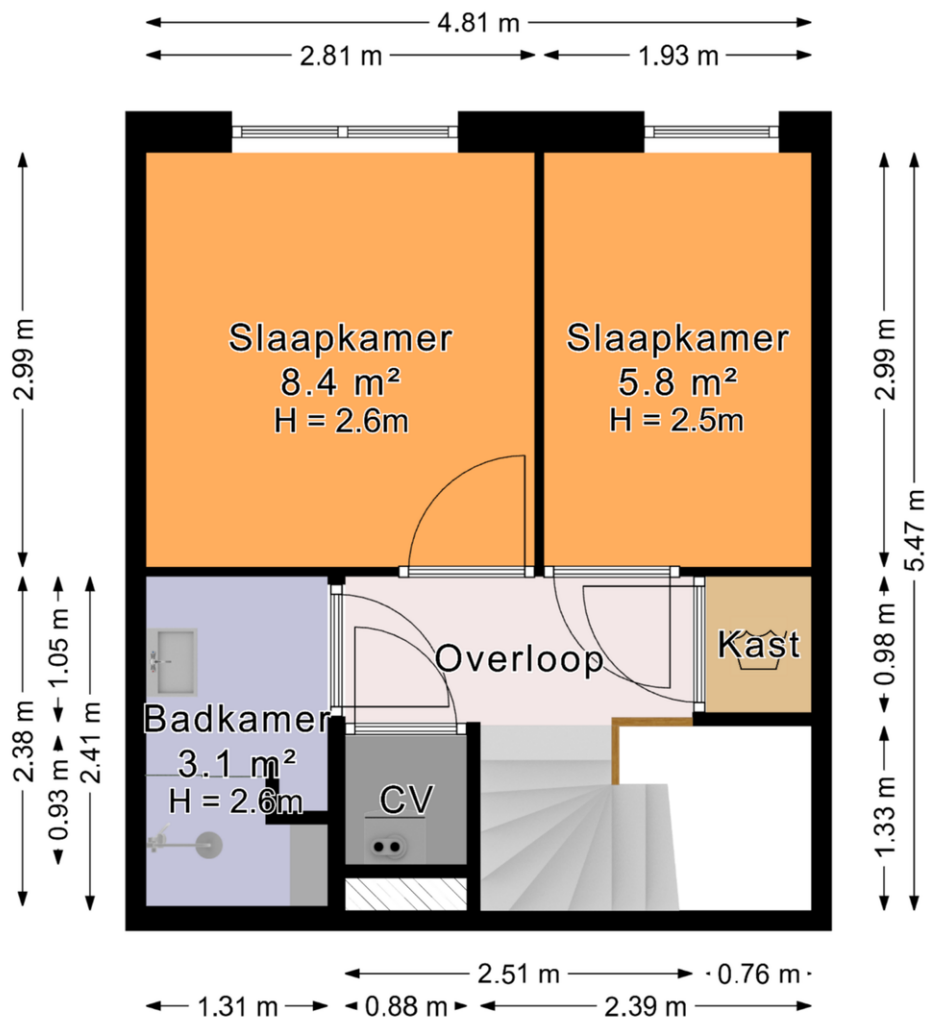 4.81 m
2.81 m
1.93 m
2.99 m
Slaapkamer
8.4 m²
H = 2.6m
Slaapkamer
5.8 m²
H = 2.5m
2.99 m
5.47 m
2.38 m
1.05 m
0.93 m
2.41 m
Badkamer
3.1 m²
H = 2.6m
Overloop
Kast
CV
0.98 m
1.33 m
2.51 m
0.76 m
1.31 m
0.88 m
2.39 m